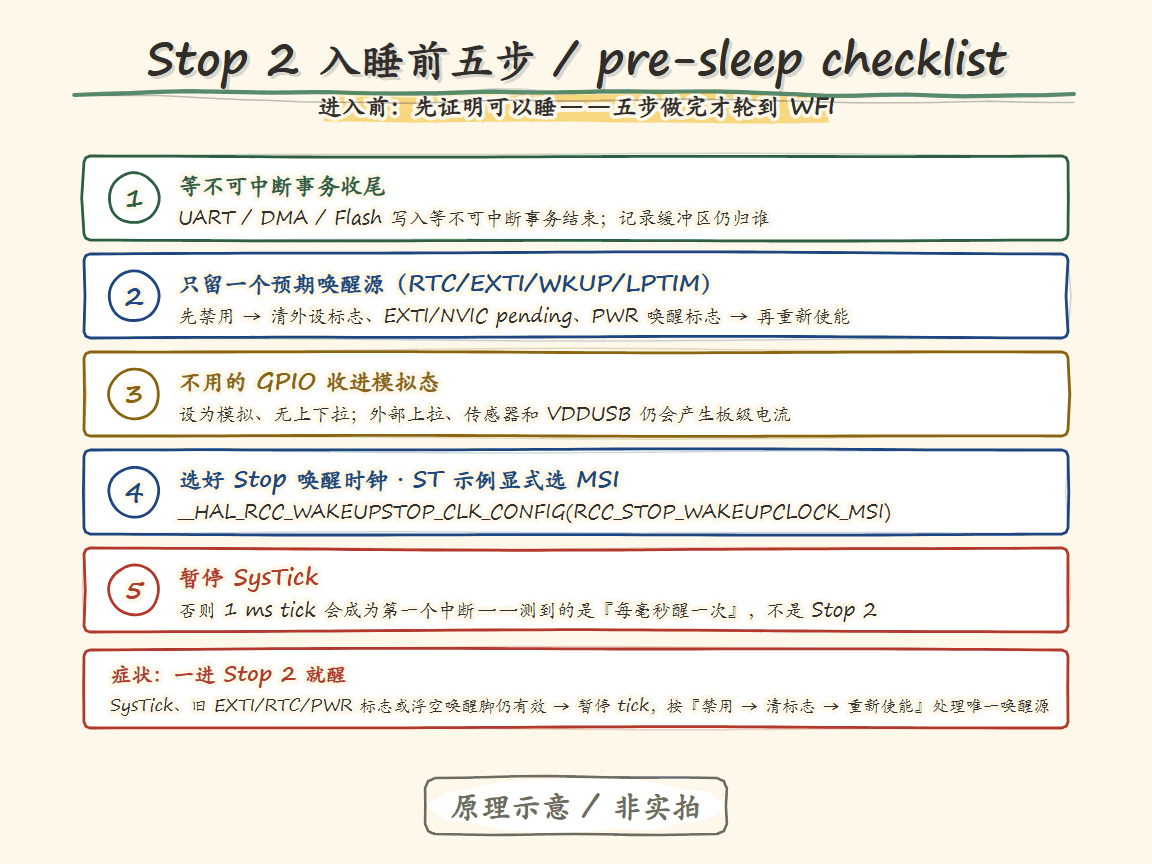 Stop 2 入睡前五步 / pre-sleep checklist
进入前：先证明可以睡——五步做完才轮到 WFI
1
等不可中断事务收尾
UART / DMA / Flash 写入等不可中断事务结束；记录缓冲区仍归谁
2
只留一个预期唤醒源（RTC/EXTI/WKUP/LPTIM）
先禁用 → 清外设标志、EXTI/NVIC pending、PWR 唤醒标志 → 再重新使能
3
不用的 GPIO 收进模拟态
设为模拟、无上下拉；外部上拉、传感器和 VDDUSB 仍会产生板级电流
4
选好 Stop 唤醒时钟 · ST 示例显式选 MSI
__HAL_RCC_WAKEUPSTOP_CLK_CONFIG(RCC_STOP_WAKEUPCLOCK_MSI)
5
暂停 SysTick
否则 1 ms tick 会成为第一个中断——测到的是『每毫秒醒一次』，不是 Stop 2
症状：一进 Stop 2 就醒
SysTick、旧 EXTI/RTC/PWR 标志或浮空唤醒脚仍有效 → 暂停 tick，按『禁用 → 清标志 → 重新使能』处理唯一唤醒源
原理示意 / 非实拍